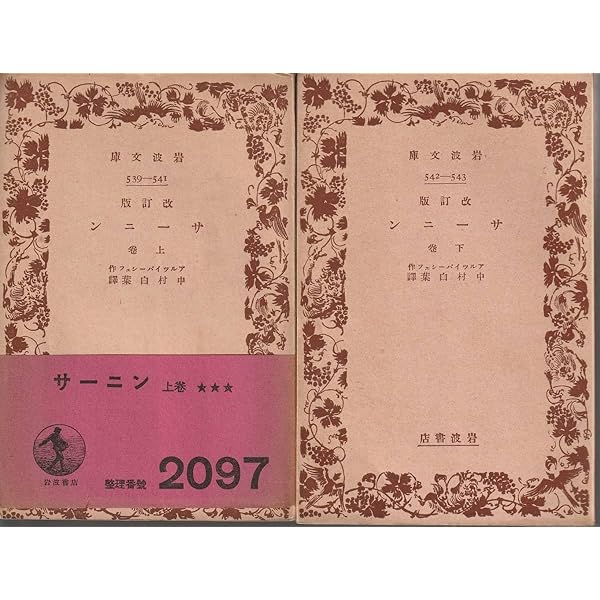 岩波文庫
539—541
改訂版
サーニン
上卷
アルツイバーシェフ作
中村白葉譯
サーニン 上卷 ★★★
岩波書店
整理番號 2097
岩波文庫
542—543
改訂版
サーニン
下卷
アルツイバーシェフ作
中村白葉譯
岩波書店